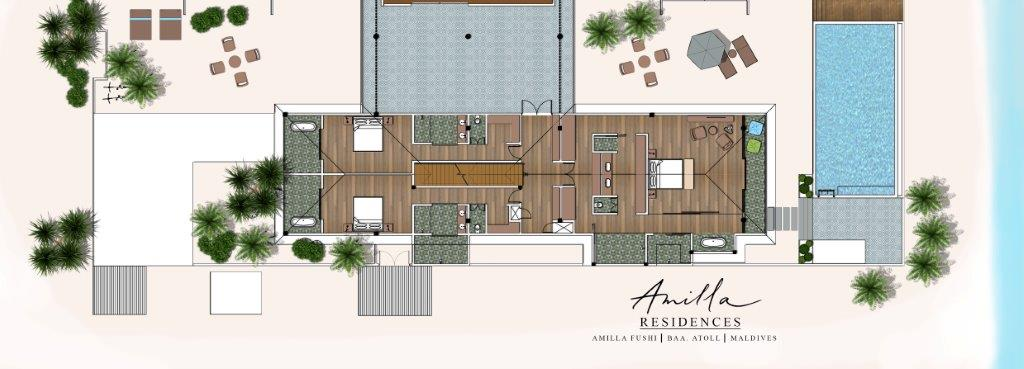 Amilla
RESIDENCES
AMILLA FUSHI | BAA. ATOLL | MALDIVES